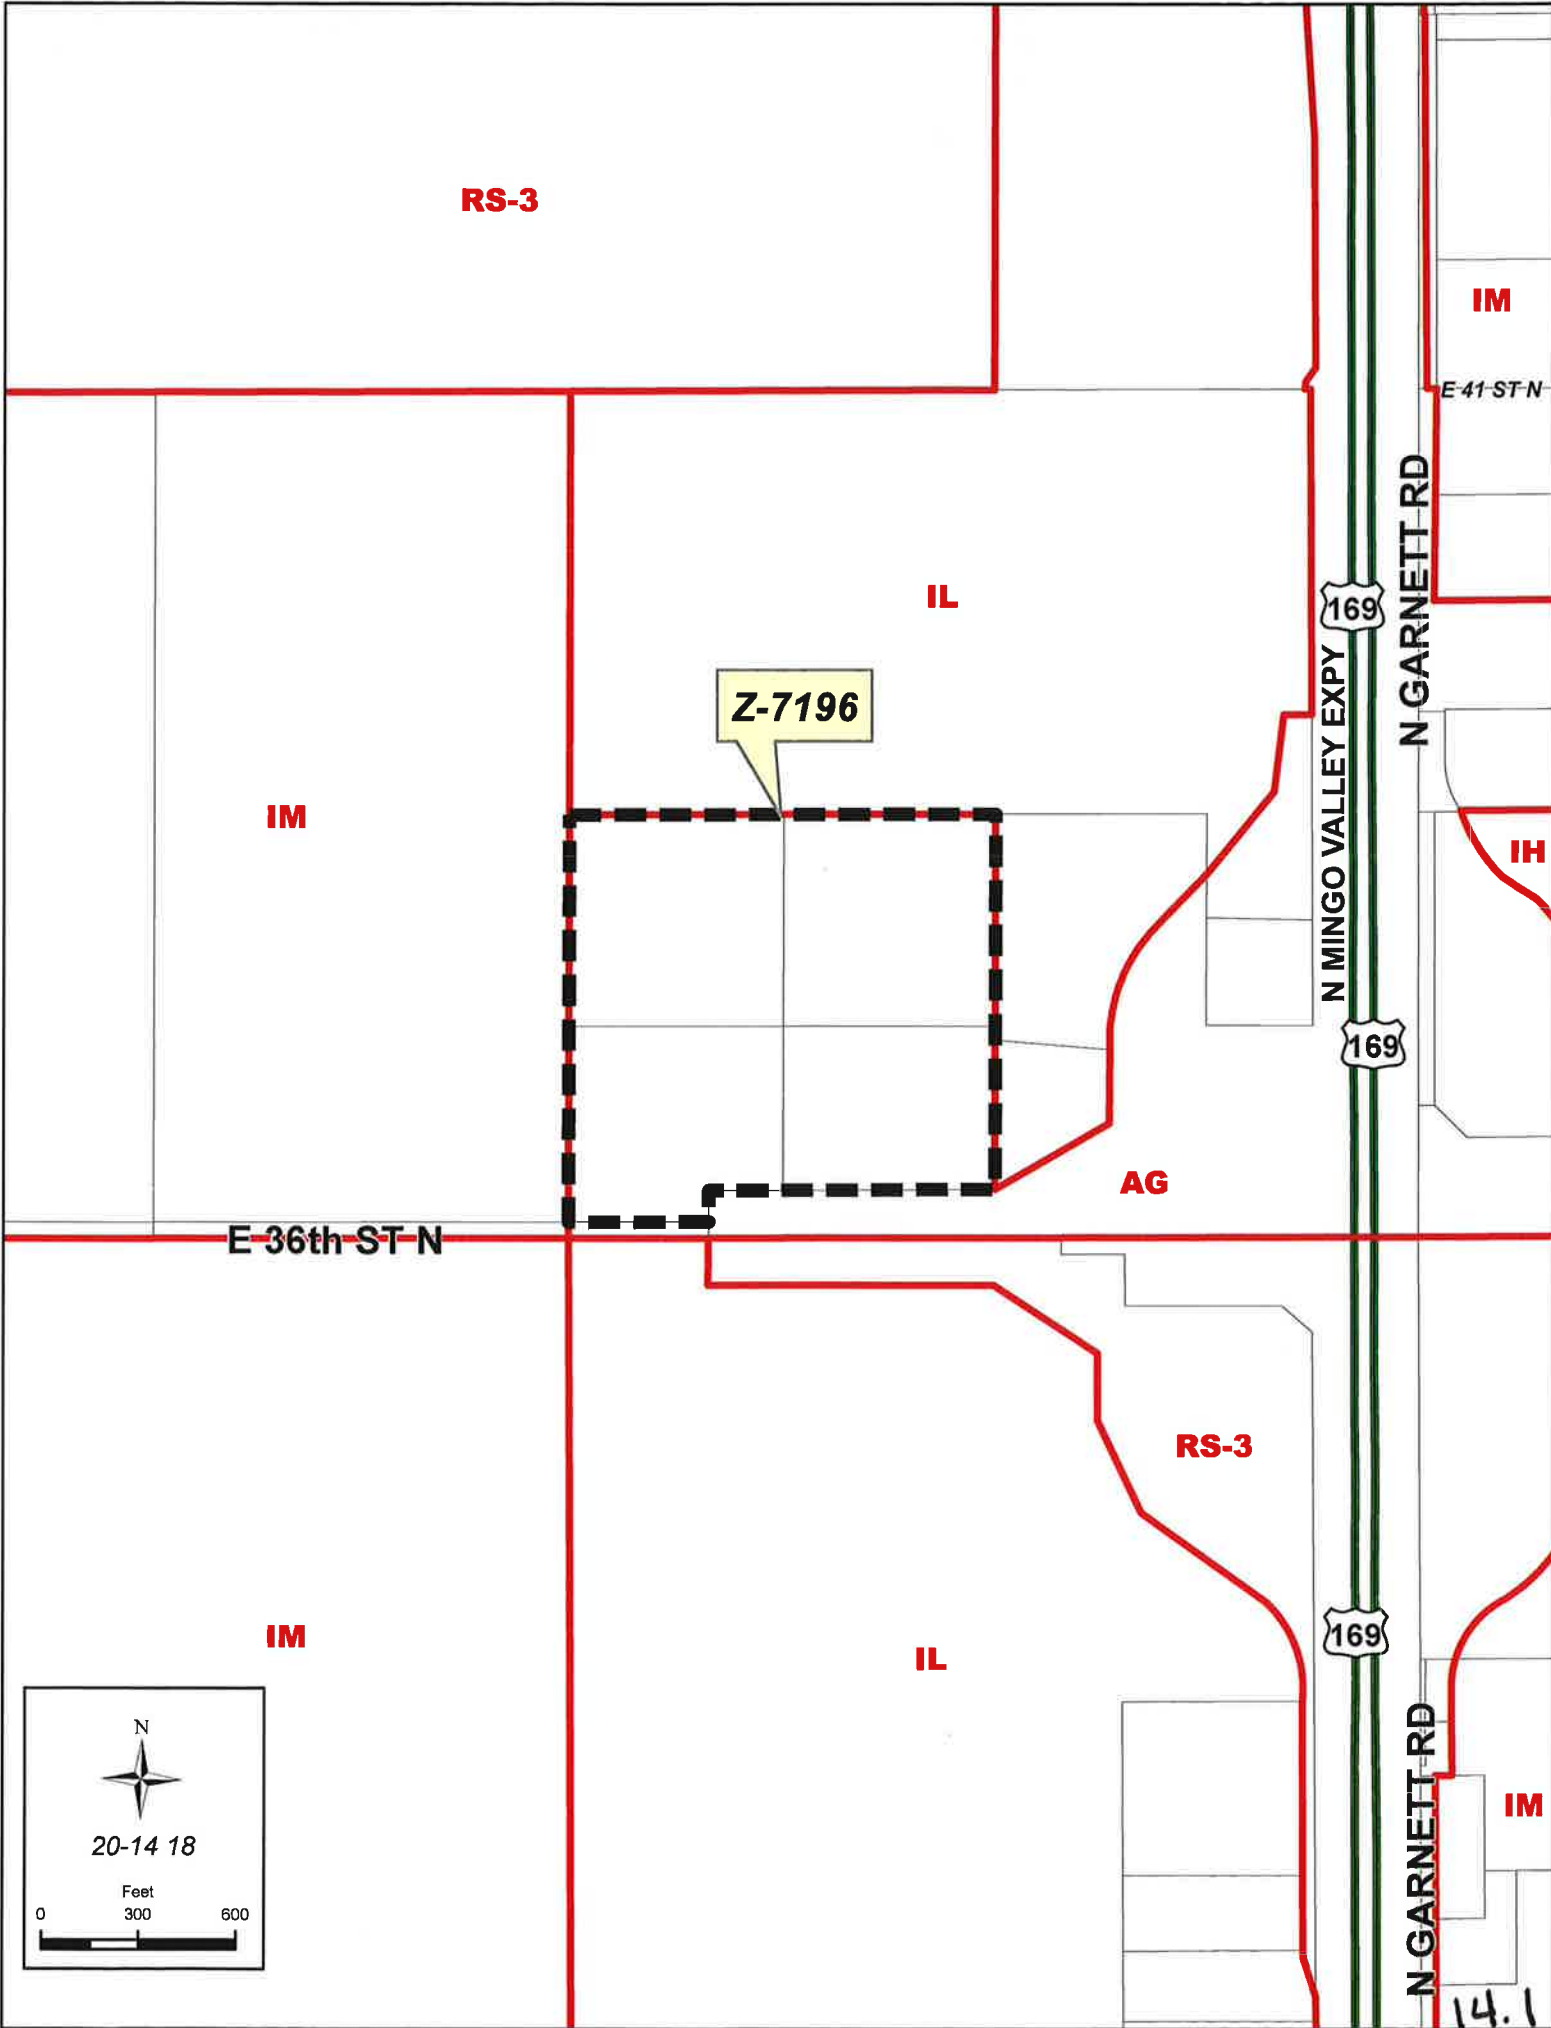 RS-3
IM
E 41 ST N
N GARNETT RD
IL
169
N MINGO VALLEY EXPY
Z-7196
IM
IH
169
AG
E 36th ST N
RS-3
169
IM
IL
N GARNETT RD
IM
N
20-14 18
Feet
0 300 600
14.1